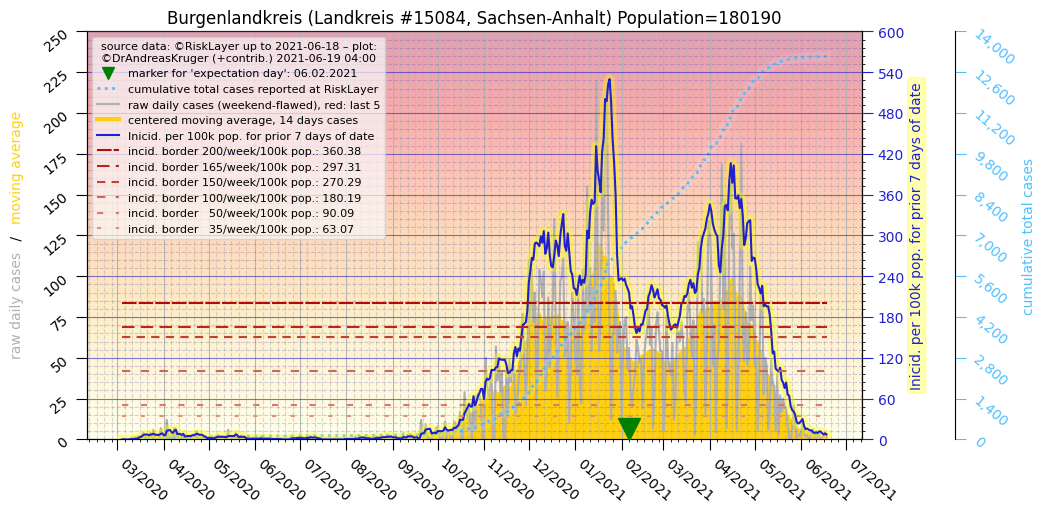 Burgenlandkreis (Landkreis #15084, Sachsen-Anhalt) Population=180190
source data: ©RiskLayer up to 2021-06-18 – plot:
©DrAndreasKruger (+contrib.) 2021-06-19 04:00
marker for 'expectation day': 06.02.2021
cumulative total cases reported at RiskLayer
raw daily cases (weekend-flawed), red: last 5
centered moving average, 14 days cases
Inicid. per 100k pop. for prior 7 days of date
incid. border 200/week/100k pop.: 360.38
incid. border 165/week/100k pop.: 297.31
incid. border 150/week/100k pop.: 270.29
incid. border 100/week/100k pop.: 180.19
incid. border   50/week/100k pop.: 90.09
incid. border   35/week/100k pop.: 63.07
raw daily cases  /  moving average
250
225
200
175
150
125
100
75
50
25
0
03/2020
04/2020
05/2020
06/2020
07/2020
08/2020
09/2020
10/2020
11/2020
12/2020
01/2021
02/2021
03/2021
04/2021
05/2021
06/2021
07/2021
600
540
480
420
360
300
240
180
120
60
0
Inicid. per 100k pop. for prior 7 days of date
14,000
12,600
11,200
9,800
8,400
7,000
5,600
4,200
2,800
1,400
0
cumulative total cases